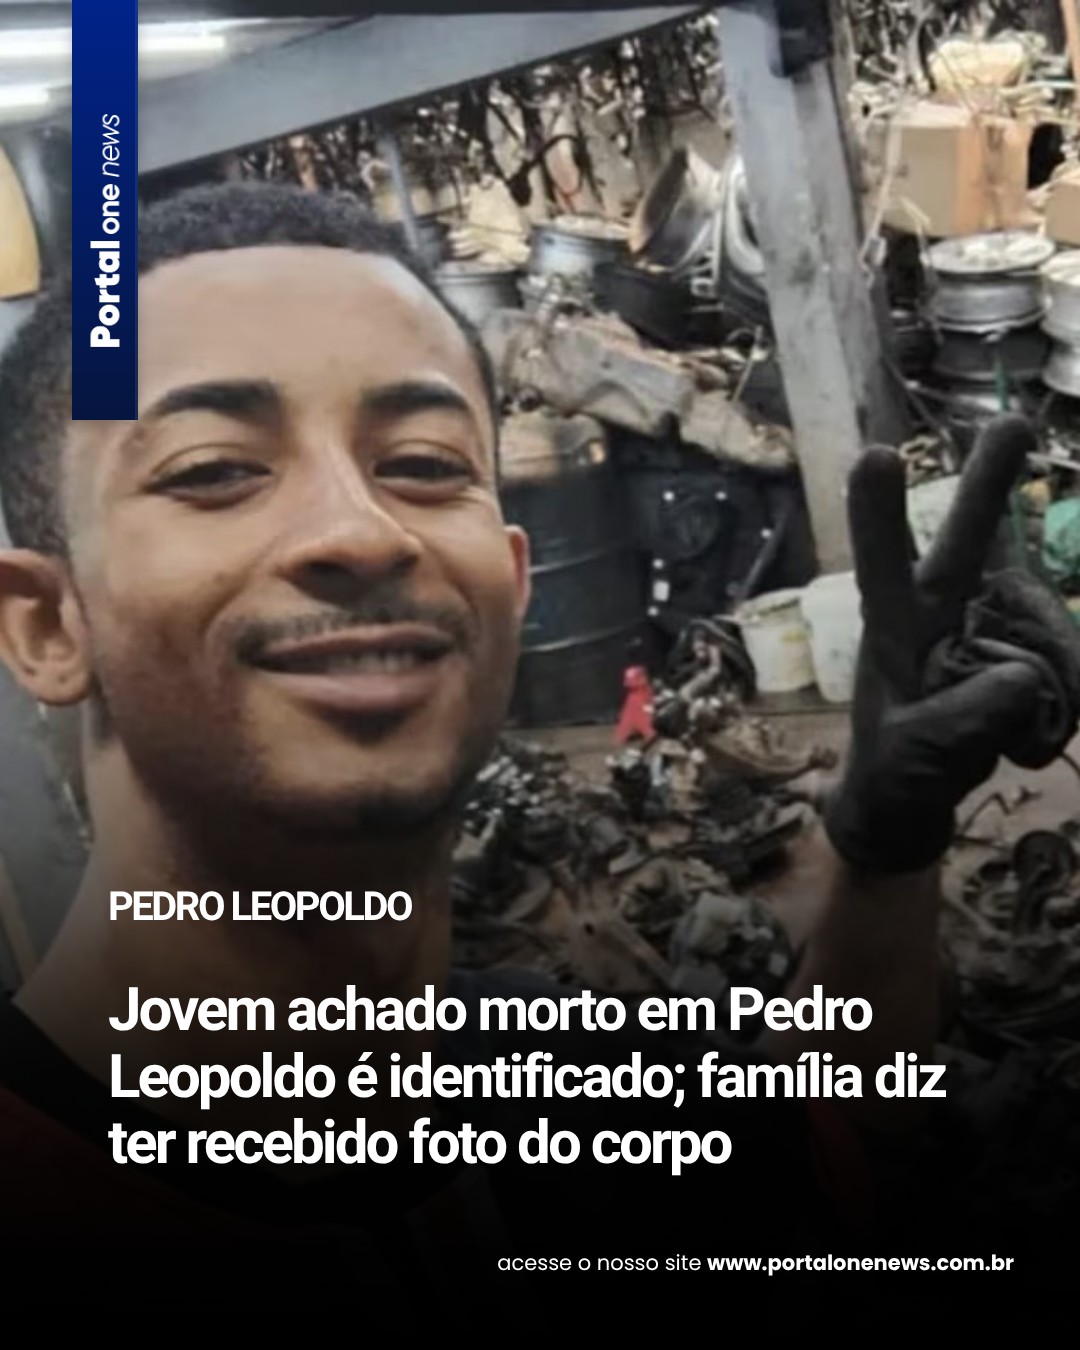 Portal one news
PEDRO LEOPOLDO
Jovem achado morto em Pedro
Leopoldo é identificado; família diz
ter recebido foto do corpo
acesse o nosso site www.portalonenews.com.br